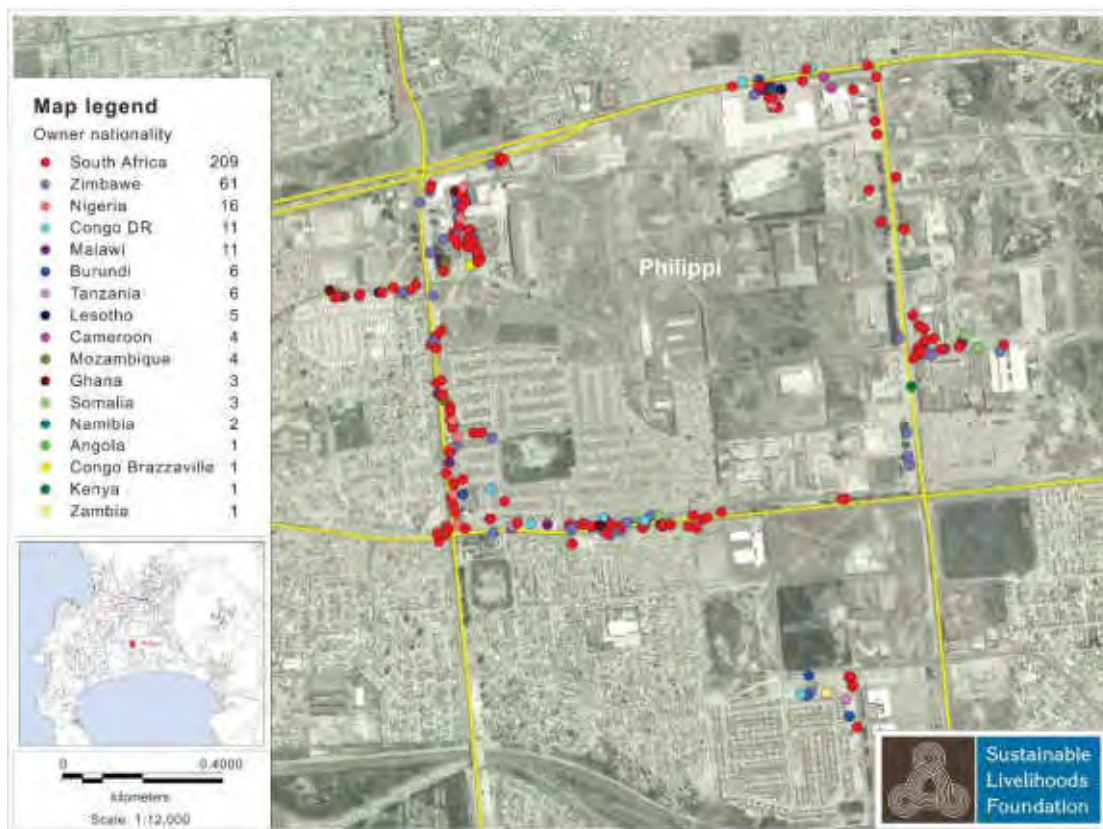 Map legend
Owner nationality
South Africa 209
Zimbabwe 61
Nigeria 16
Congo DR 11
Malawi 11
Burundi 6
Tanzania 6
Lesotho 5
Cameroon 4
Mozambique 4
Ghana 3
Somalia 3
Namibia 2
Angola 1
Congo Brazzaville 1
Kenya 1
Zambia 1
0 0.4000
kilometers
Scale: 1:12,000
Philippi
Sustainable
Livelihoods
Foundation